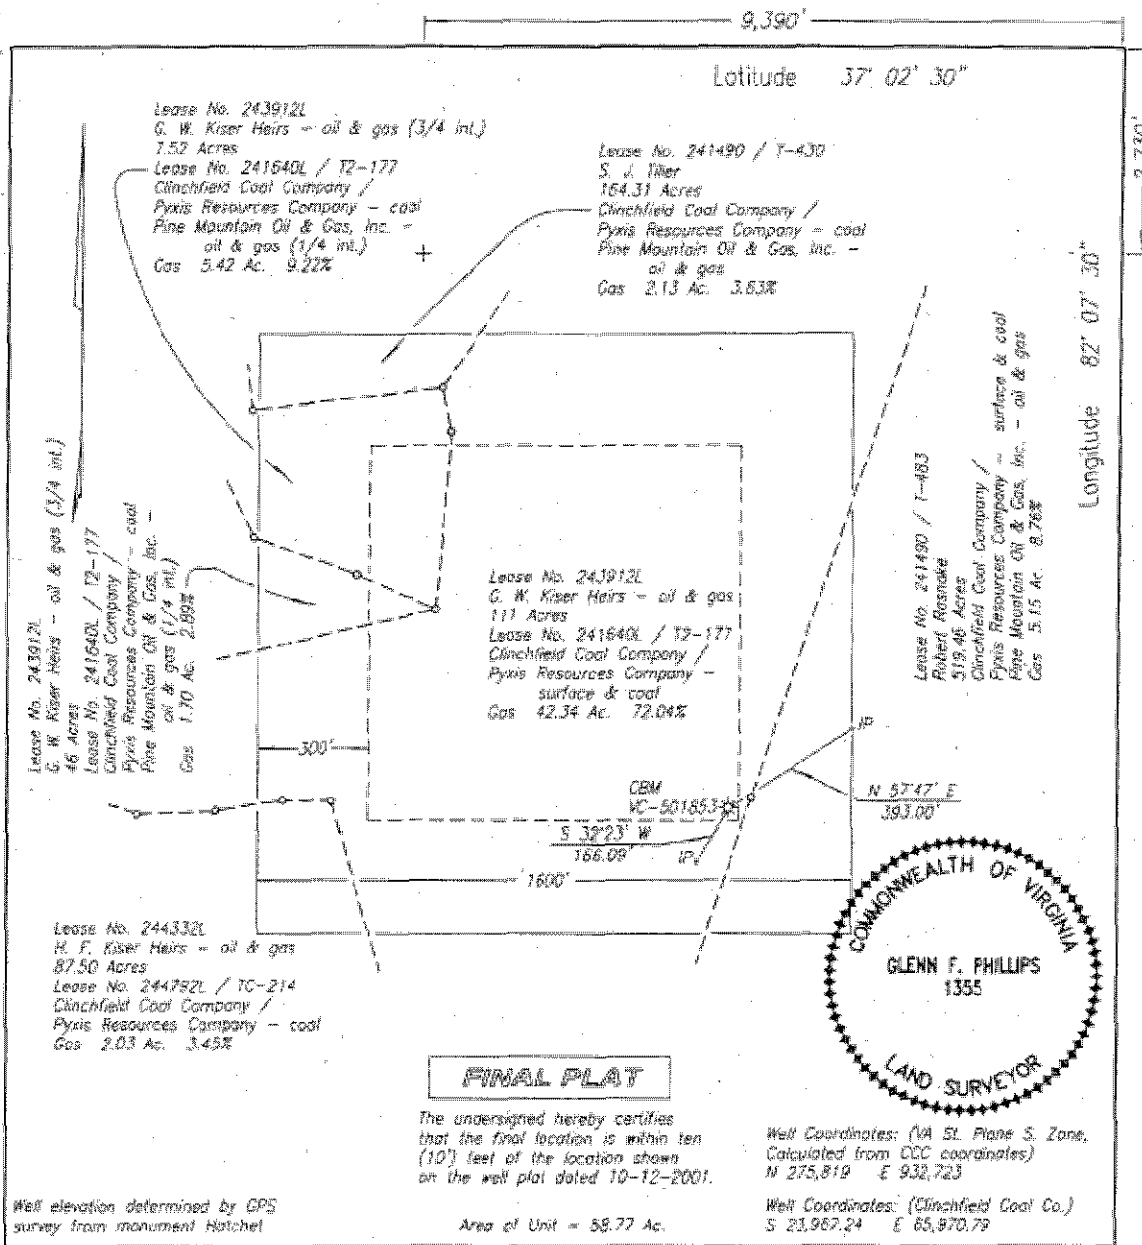 9,390'
Latitude 37° 02' 30"
Lease No. 243912L
G. W. Kiser Heirs - oil & gas (3/4 int.)
7.52 Acres
Lease No. 241640L / T2-177
Clinchfield Coal Company /
Pyxis Resources Company - coal
Pine Mountain Oil & Gas, Inc. -
oil & gas (1/4 int.)
Gas 5.42 Ac. 9.22%
Lease No. 241490 / T-430
S. J. Tiller
164.31 Acres
Clinchfield Coal Company /
Pyxis Resources Company - coal
Pine Mountain Oil & Gas, Inc. -
oil & gas
Gas 2.13 Ac. 3.63%
Longitude 82° 07' 30"
Lease No. 243912L
G. W. Kiser Heirs - oil & gas (3/4 int.)
46 Acres
Lease No. 241640L / T2-177
Clinchfield Coal Company /
Pyxis Resources Company - coal
Pine Mountain Oil & Gas, Inc. -
oil & gas (1/4 int.)
Gas 1.70 Ac. 2.89%
Lease No. 243912L
G. W. Kiser Heirs - oil & gas
111 Acres
Lease No. 241640L / T2-177
Clinchfield Coal Company /
Pyxis Resources Company -
surface & coal
Gas 42.34 Ac. 72.04%
Lease No. 241490 / T-483
Robert Rasnake
519.46 Acres
Clinchfield Coal Company /
Pyxis Resources Company - surface & coal
Pine Mountain Oil & Gas, Inc. - oil & gas
Gas 5.15 Ac. 8.76%
300'
IP
CBM
VC-501853
N 57°47' E
393.00'
S 32°23' W
166.09'
IP
1600'
Lease No. 244332L
H. F. Kiser Heirs - oil & gas
87.50 Acres
Lease No. 244792L / TC-214
Clinchfield Coal Company /
Pyxis Resources Company - coal
Gas 2.03 Ac. 3.45%
COMMONWEALTH OF VIRGINIA
GLENN F. PHILLIPS
1355
LAND SURVEYOR
FINAL PLAT
The undersigned hereby certifies
that the final location is within ten
(10') feet of the location shown
on the well plat dated 10-12-2001.
Well Coordinates: (VA St. Plane S. Zone,
Calculated from CCC coordinates)
N 275,819 E 932,723
Well elevation determined by GPS
survey from monument Hatchet
Area of Unit = 58.77 Ac.
Well Coordinates: (Clinchfield Coal Co.)
S 23,967.24 E 65,970.79